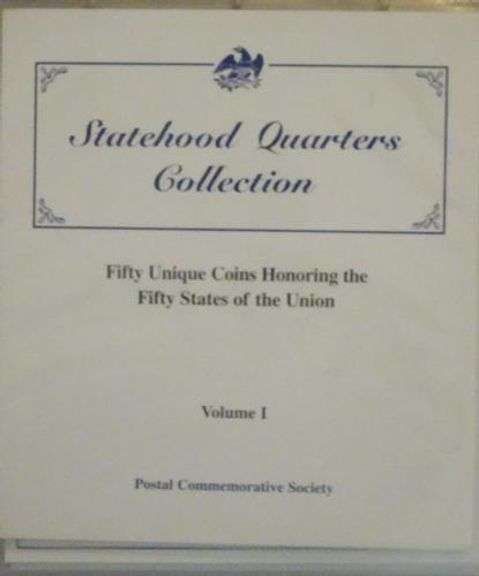 Statehood Quarters
Collection
Fifty Unique Coins Honoring the
Fifty States of the Union
Volume I
Postal Commemorative Society